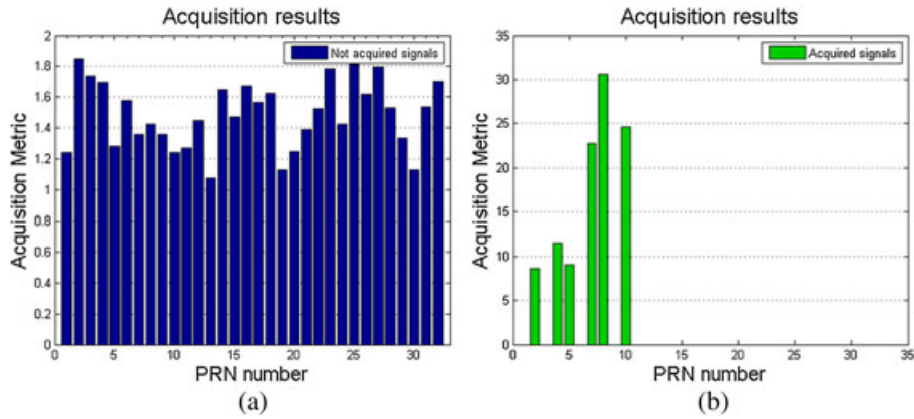 Acquisition results
Not acquired signals
Acquisition Metric
2
1.8
1.6
1.4
1.2
1
0.8
0.6
0.4
0.2
0
0 5 10 15 20 25 30
PRN number
(a)
Acquisition results
Acquired signals
Acquisition Metric
35
30
25
20
15
10
5
0
0 5 10 15 20 25 30 35
PRN number
(b)